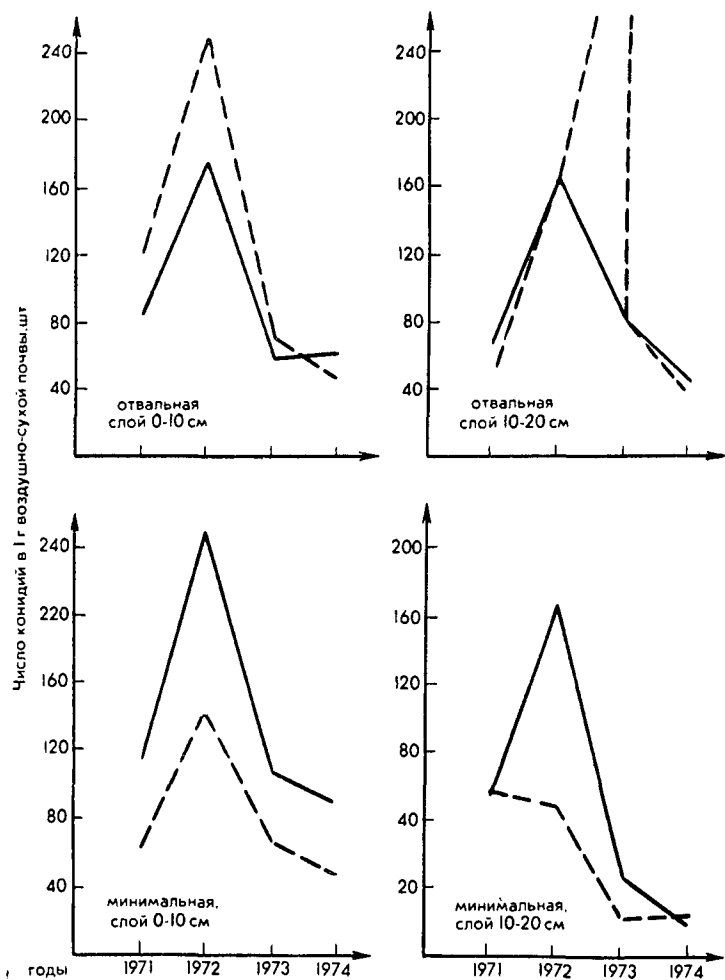 Число конидий в 1 г воздушно-сухой почвы.шт
240
200
160
120
80
40
отвальная
слой 0-10 см
240
200
160
120
80
40
отвальная
слой 10-20 см
240
220
160
120
80
40
минимальная,
слой 0-10 см
200
160
120
80
40
20
минимальная,
слой 10-20 см
годы 1971 1972 1973 1974
1971 1972 1973 1974